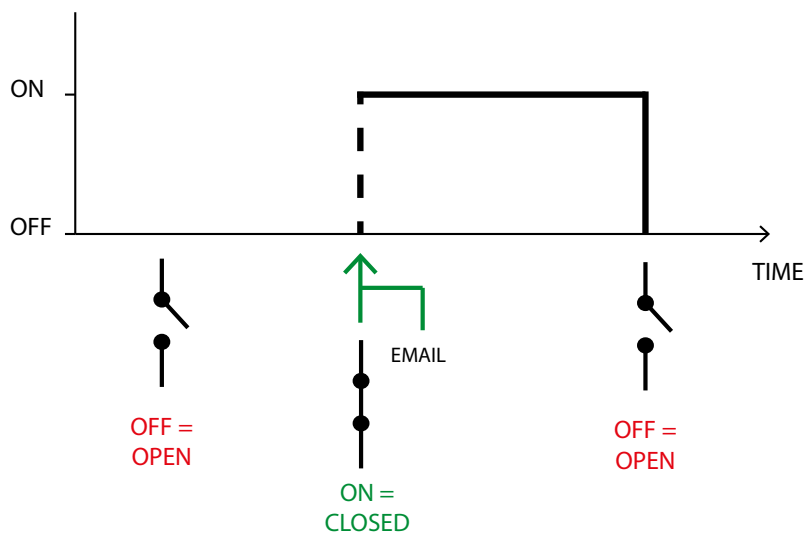 ON
OFF
TIME
EMAIL
OFF =
OPEN
ON =
CLOSED
OFF =
OPEN